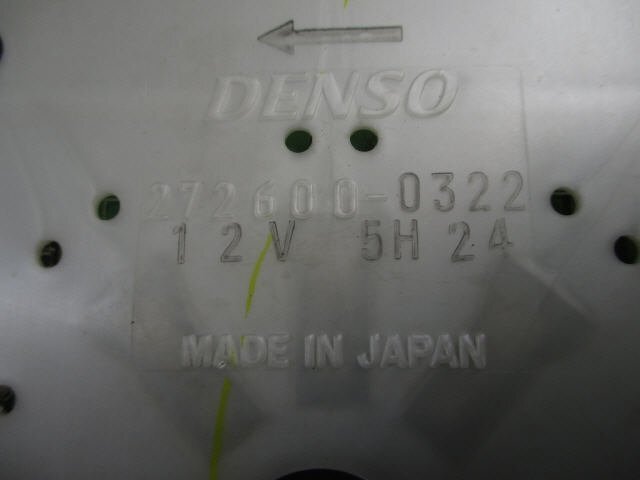 DENSO
272600-0322
12V 5H24
MADE IN JAPAN